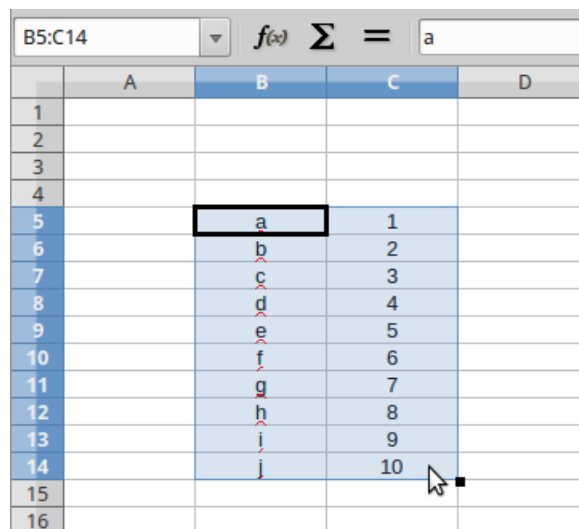 B5:C14 f(x) Σ = a
A B C D
1
2
3
4
5 a 1
6 b 2
7 c 3
8 d 4
9 e 5
10 f 6
11 g 7
12 h 8
13 i 9
14 j 10
15
16